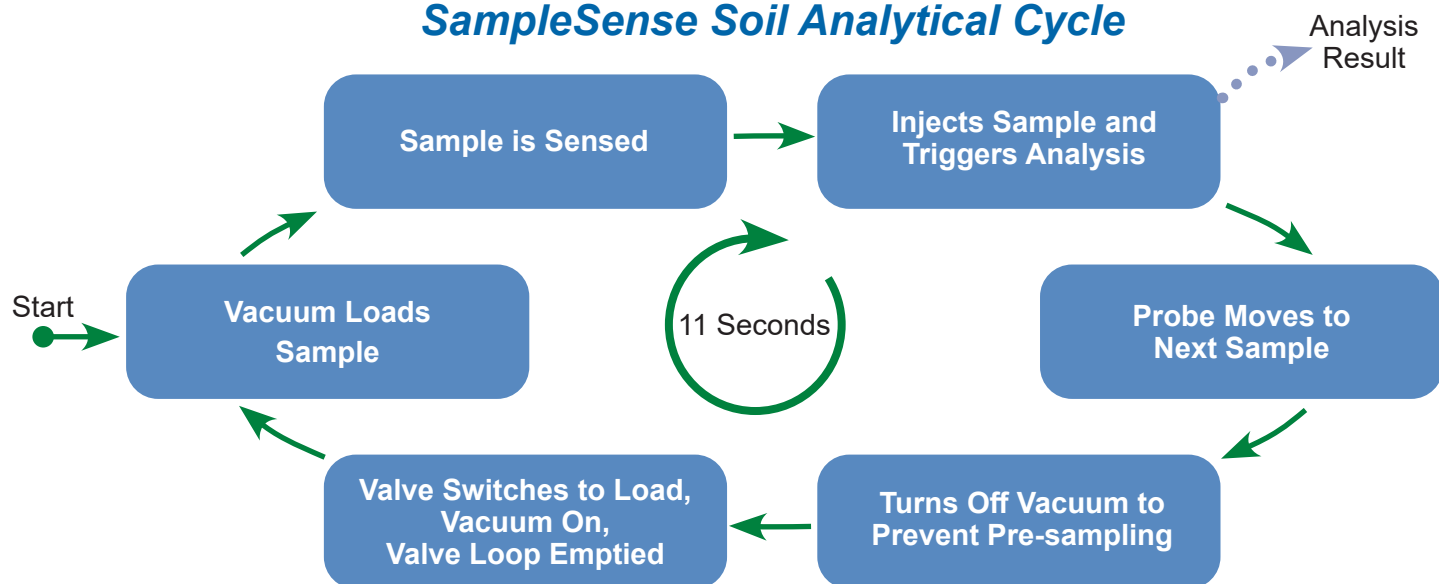 SampleSense Soil Analytical Cycle
Analysis
Result
Sample is Sensed
Injects Sample and
Triggers Analysis
Start
Vacuum Loads
Sample
11 Seconds
Probe Moves to
Next Sample
Valve Switches to Load,
Vacuum On,
Valve Loop Emptied
Turns Off Vacuum to
Prevent Pre-sampling